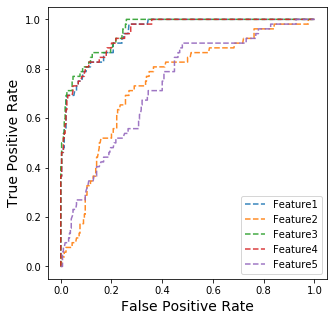 1.0
0.8
0.6
0.4
0.2
0.0
True Positive Rate
Feature1
Feature2
Feature3
Feature4
Feature5
0.0 0.2 0.4 0.6 0.8 1.0
False Positive Rate